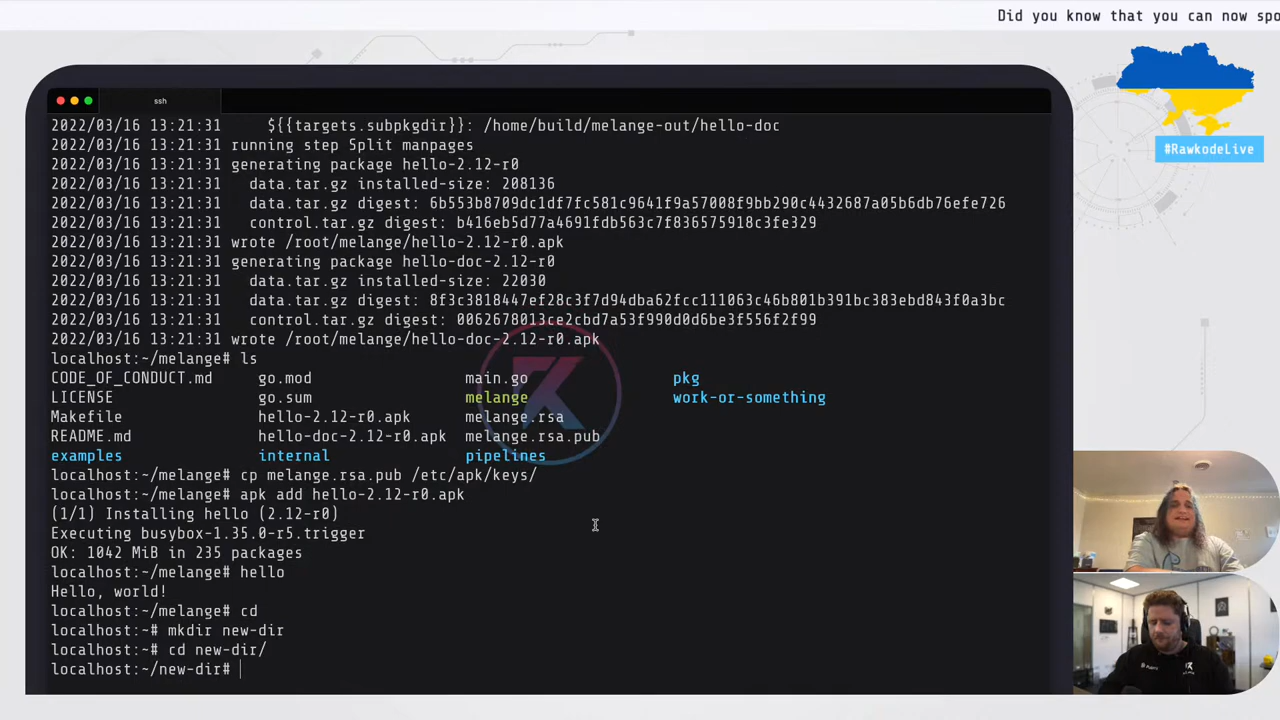 Did you know that you can now spo
#RawkodeLive
ssh
2022/03/16 13:21:31     ${{targets.subpkgdir}}: /home/build/melange-out/hello-doc
2022/03/16 13:21:31 running step Split manpages
2022/03/16 13:21:31 generating package hello-2.12-r0
2022/03/16 13:21:31   data.tar.gz installed-size: 208136
2022/03/16 13:21:31   data.tar.gz digest: 6b553b8709dc1df7fc581c9641f9a57008f9bb290c4432687a05b6db76efe726
2022/03/16 13:21:31   control.tar.gz digest: b416eb5d77a4691fdb563c7f836575918c3fe329
2022/03/16 13:21:31 wrote /root/melange/hello-2.12-r0.apk
2022/03/16 13:21:31 generating package hello-doc-2.12-r0
2022/03/16 13:21:31   data.tar.gz installed-size: 22030
2022/03/16 13:21:31   data.tar.gz digest: 8f3c3818447ef28c3f7d94dba62fcc111063c46b801b391bc383ebd843f0a3bc
2022/03/16 13:21:31   control.tar.gz digest: 0062678013ce2cbd7a53f990d0d6be3f556f2f99
2022/03/16 13:21:31 wrote /root/melange/hello-doc-2.12-r0.apk
localhost:~/melange# ls
CODE_OF_CONDUCT.md     go.mod                 main.go                pkg
LICENSE                go.sum                 melange                work-or-something
Makefile               hello-2.12-r0.apk      melange.rsa
README.md              hello-doc-2.12-r0.apk  melange.rsa.pub
examples               internal               pipelines
localhost:~/melange# cp melange.rsa.pub /etc/apk/keys/
localhost:~/melange# apk add hello-2.12-r0.apk
(1/1) Installing hello (2.12-r0)
Executing busybox-1.35.0-r5.trigger
OK: 1042 MiB in 235 packages
localhost:~/melange# hello
Hello, world!
localhost:~/melange# cd
localhost:~# mkdir new-dir
localhost:~# cd new-dir/
localhost:~/new-dir#